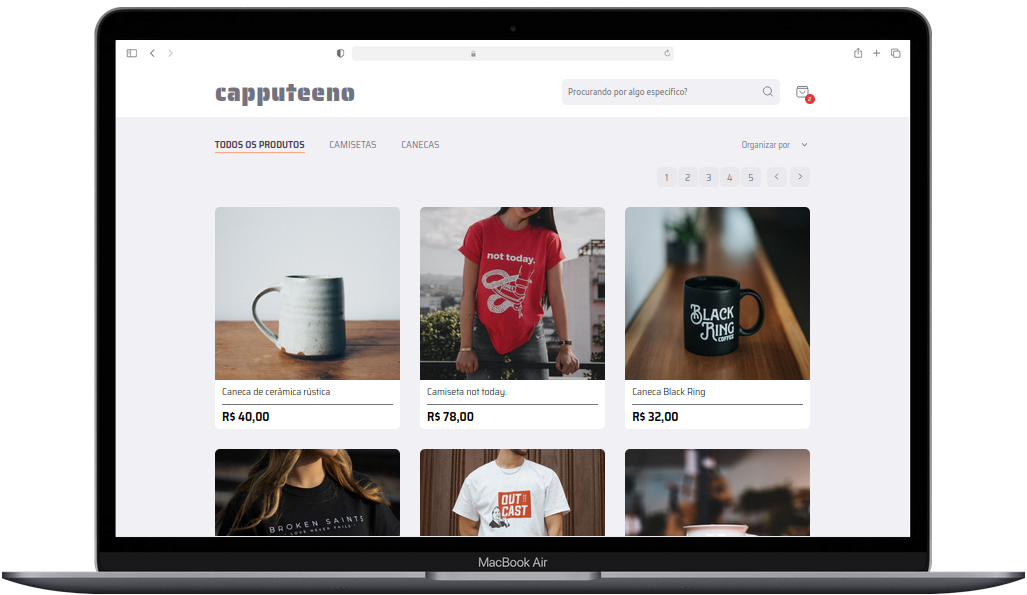 capputeeno
Procurando por algo específico?
2
TODOS OS PRODUTOS
CAMISETAS
CANECAS
Organizar por
1 2 3 4 5
not today.
BLACK
RING
COFFEE
Caneca de cerâmica rústica
R$ 40,00
Camiseta not today.
R$ 78,00
Caneca Black Ring
R$ 32,00
BROKEN SAINTS
LOVE NEVER FAILS
OUT
CAST
MacBook Air